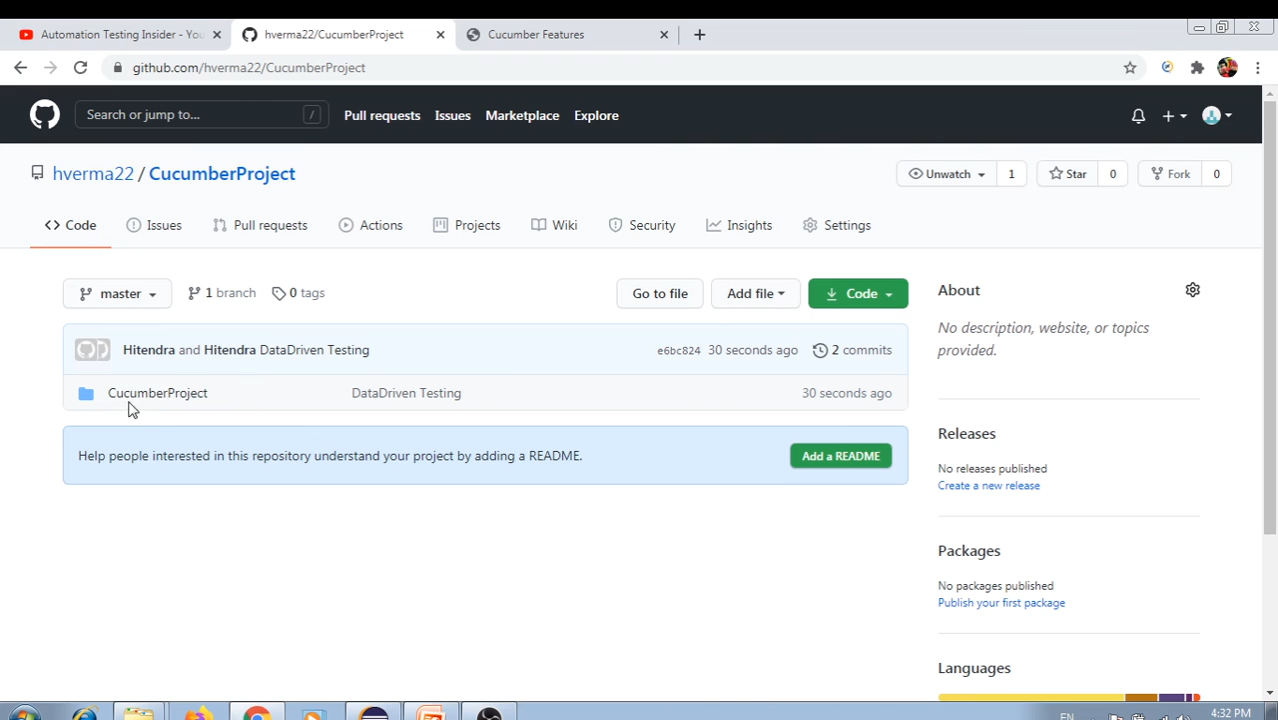 Automation Testing Insider - You
hverma22/CucumberProject
Cucumber Features
github.com/hverma22/CucumberProject
Search or jump to...
/
Pull requests
Issues
Marketplace
Explore
hverma22 / CucumberProject
Unwatch
1
Star
0
Fork
0
Code
Issues
Pull requests
Actions
Projects
Wiki
Security
Insights
Settings
master
1 branch
0 tags
Go to file
Add file
Code
Hitendra and Hitendra DataDriven Testing
e6bc824
30 seconds ago
2 commits
CucumberProject
DataDriven Testing
30 seconds ago
Help people interested in this repository understand your project by adding a README.
Add a README
About
No description, website, or topics
provided.
Releases
No releases published
Create a new release
Packages
No packages published
Publish your first package
Languages
EN
4:32 PM